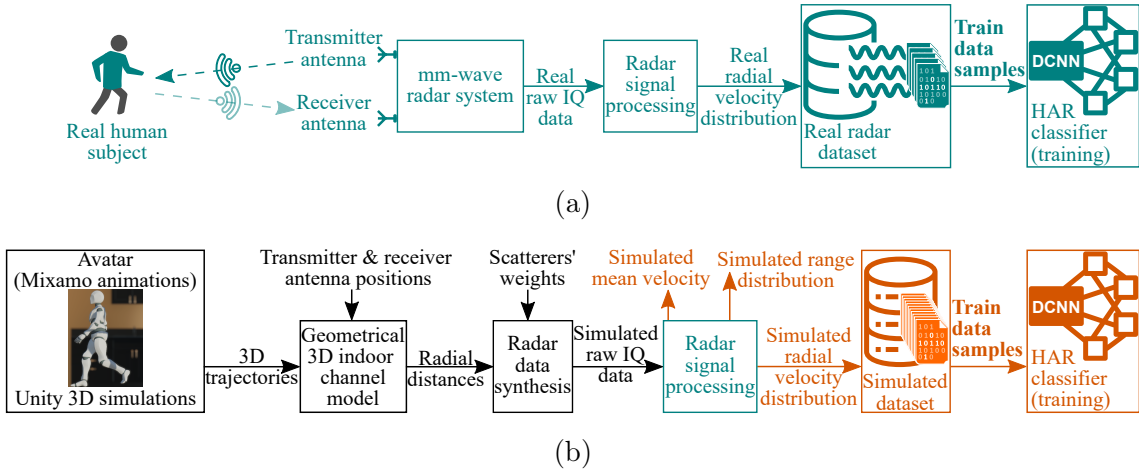 Transmitter
antenna
Receiver
antenna
Real human
subject
mm-wave
radar system
Real
raw IQ
data
Radar
signal
processing
Real radial
velocity
distribution
Real radar
dataset
Train
data
samples
DCNN
HAR
classifier
(training)
(a)
Avatar
(Mixamo animations)
Unity 3D simulations
3D
trajectories
Transmitter & receiver
antenna positions
Geometrical
3D indoor
channel
model
Radial
distances
Scatterers'
weights
Radar
data
synthesis
Simulated
raw IQ
data
Simulated
mean velocity
Simulated range
distribution
Radar
signal
processing
Simulated
radial
velocity
distribution
Simulated
dataset
Train
data
samples
DCNN
HAR
classifier
(training)
(b)